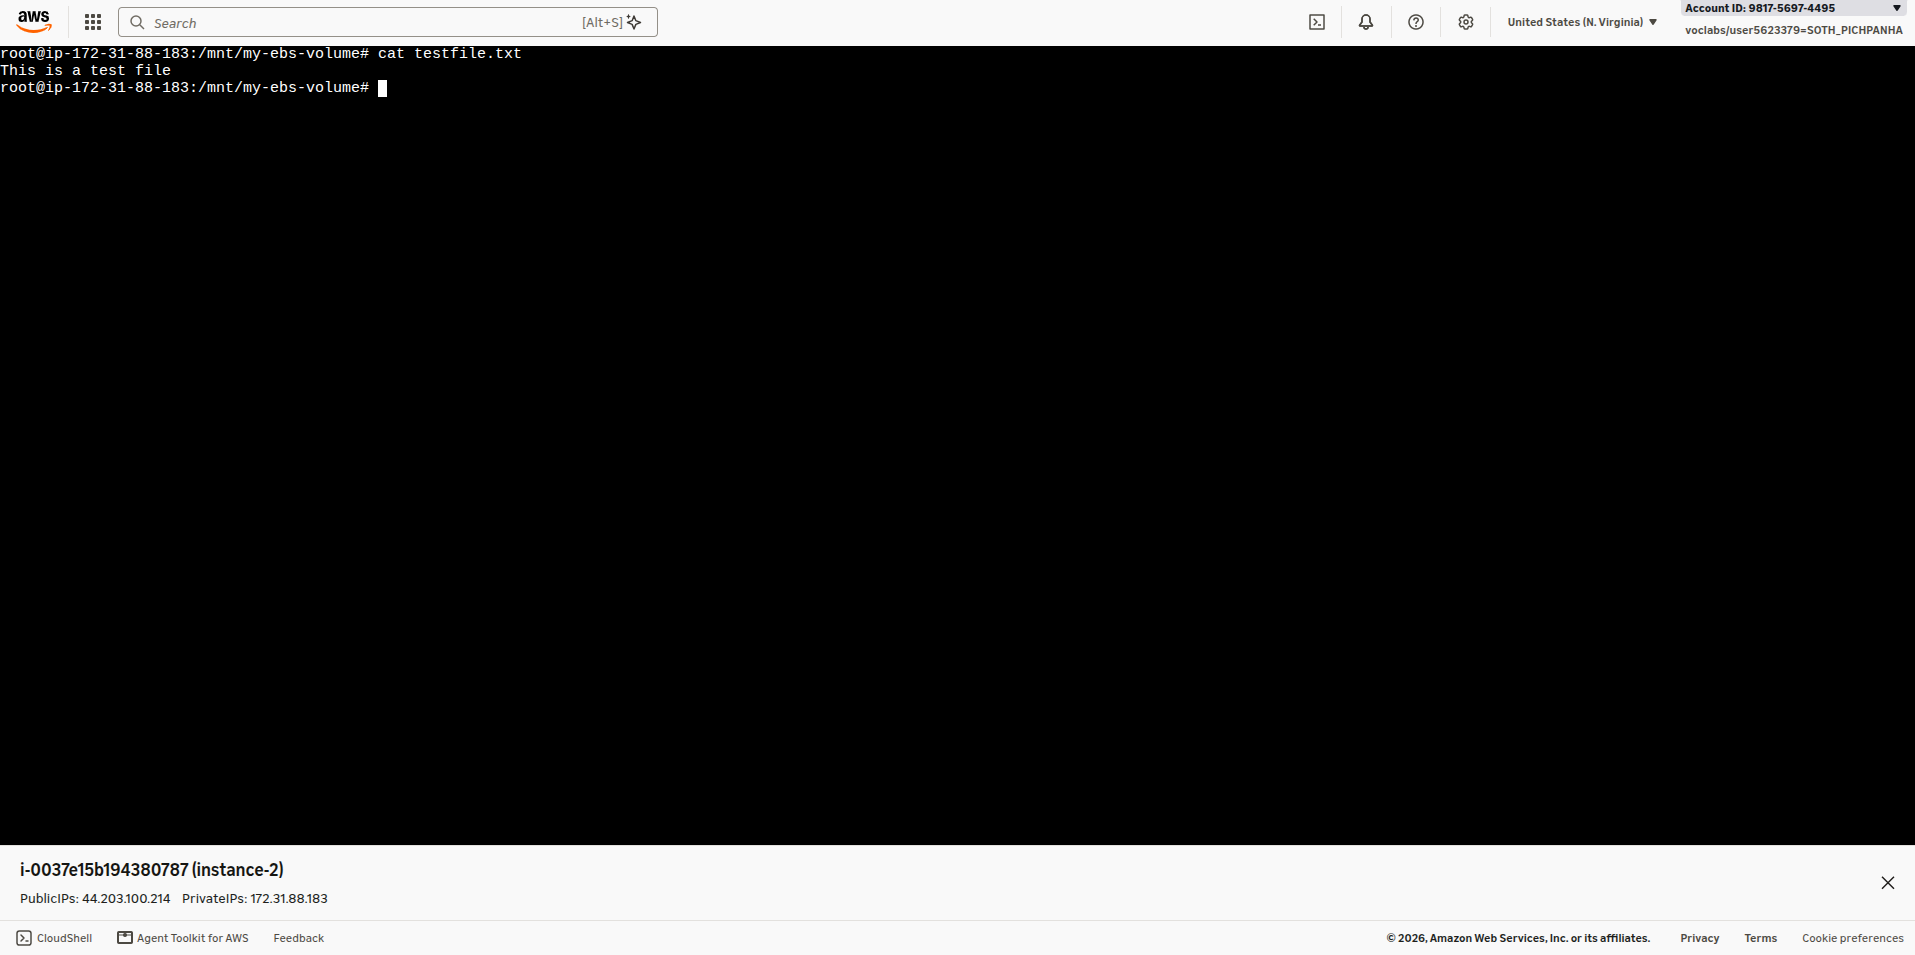 aws
Search
[Alt+S]
United States (N. Virginia)
Account ID: 9817-5697-4495
voclabs/user5623379=SOTH_PICHPANHA
root@ip-172-31-88-183:/mnt/my-ebs-volume# cat testfile.txt
This is a test file
root@ip-172-31-88-183:/mnt/my-ebs-volume#
i-0037e15b194380787 (instance-2)
PublicIPs: 44.203.100.214 PrivateIPs: 172.31.88.183
CloudShell Agent Toolkit for AWS Feedback © 2026, Amazon Web Services, Inc. or its affiliates. Privacy Terms Cookie preferences